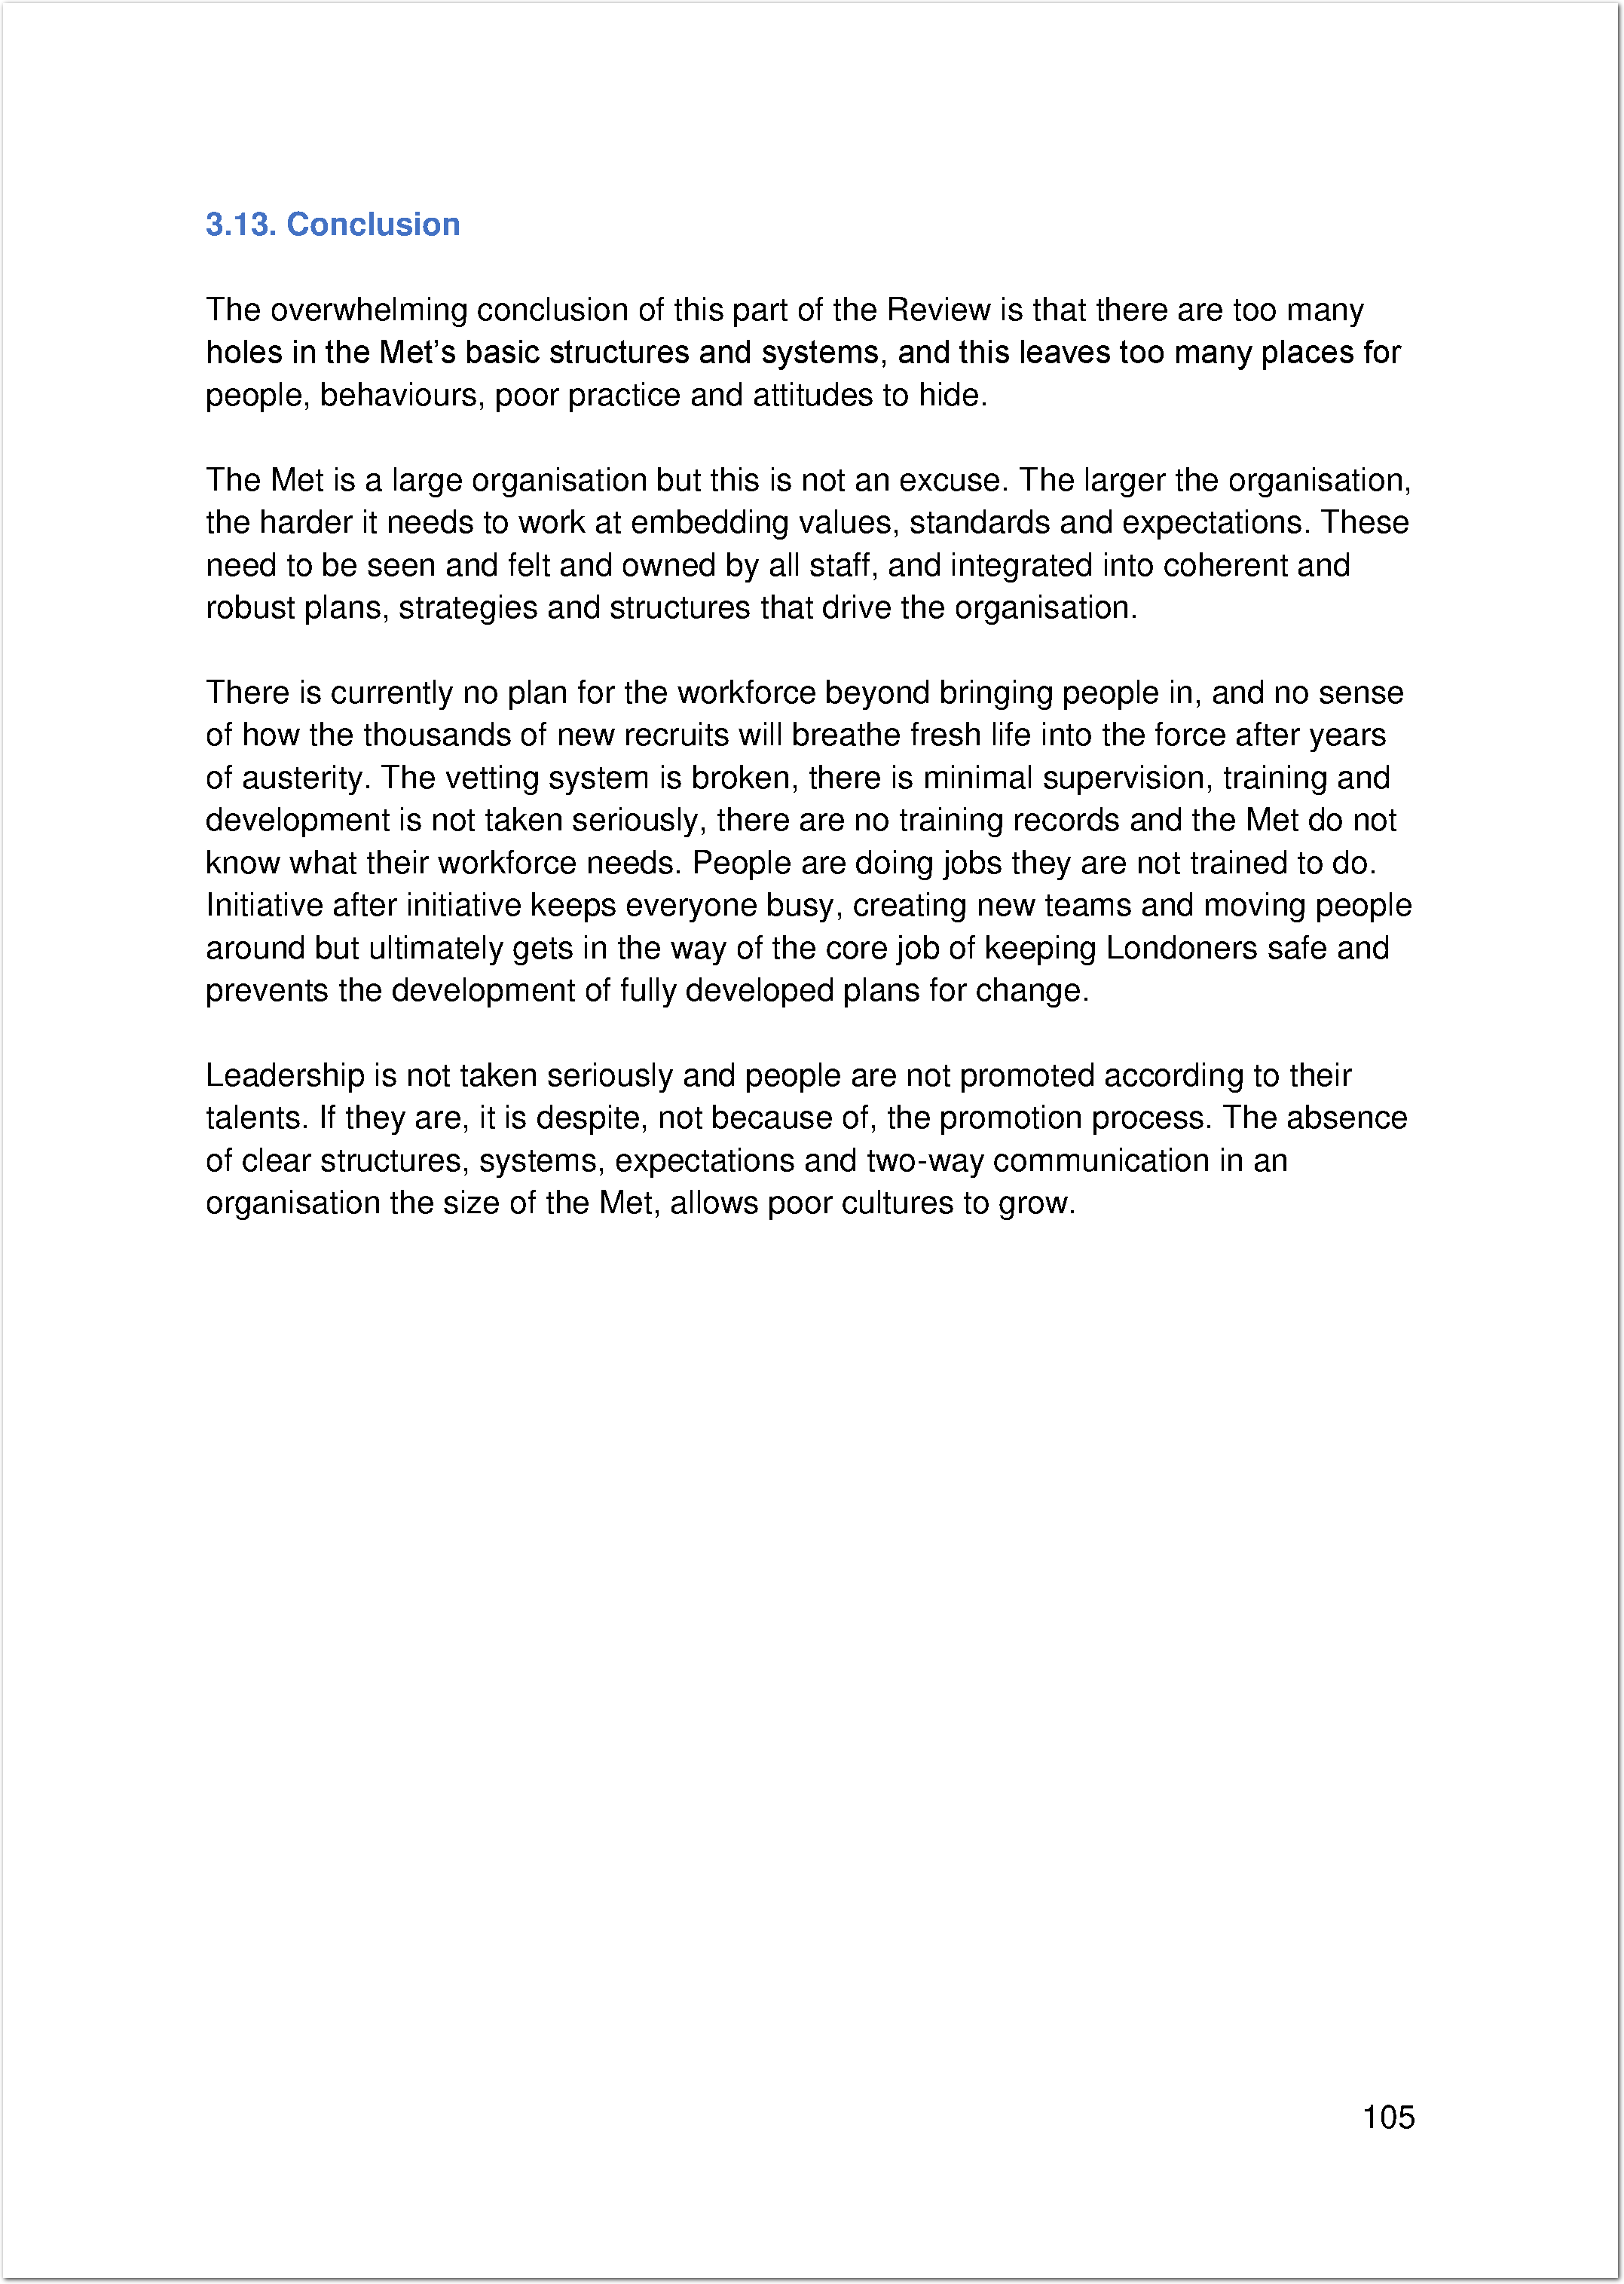 3.13. Conclusion
The overwhelming conclusion of this part of the Review is that there are too many
holes in the Met’s basic structures and systems, and this leaves too many places for
people, behaviours, poor practice and attitudes to hide.
The Met is a large organisation but this is not an excuse. The larger the organisation,
the harder it needs to work at embedding values, standards and expectations. These
need to be seen and felt and owned by all staff, and integrated into coherent and
robust plans, strategies and structures that drive the organisation.
There is currently no plan for the workforce beyond bringing people in, and no sense
of how the thousands of new recruits will breathe fresh life into the force after years
of austerity. The vetting system is broken, there is minimal supervision, training and
development is not taken seriously, there are no training records and the Met do not
know what their workforce needs. People are doing jobs they are not trained to do.
Initiative after initiative keeps everyone busy, creating new teams and moving people
around but ultimately gets in the way of the core job of keeping Londoners safe and
prevents the development of fully developed plans for change.
Leadership is not taken seriously and people are not promoted according to their
talents. If they are, it is despite, not because of, the promotion process. The absence
of clear structures, systems, expectations and two-way communication in an
organisation the size of the Met, allows poor cultures to grow.
105